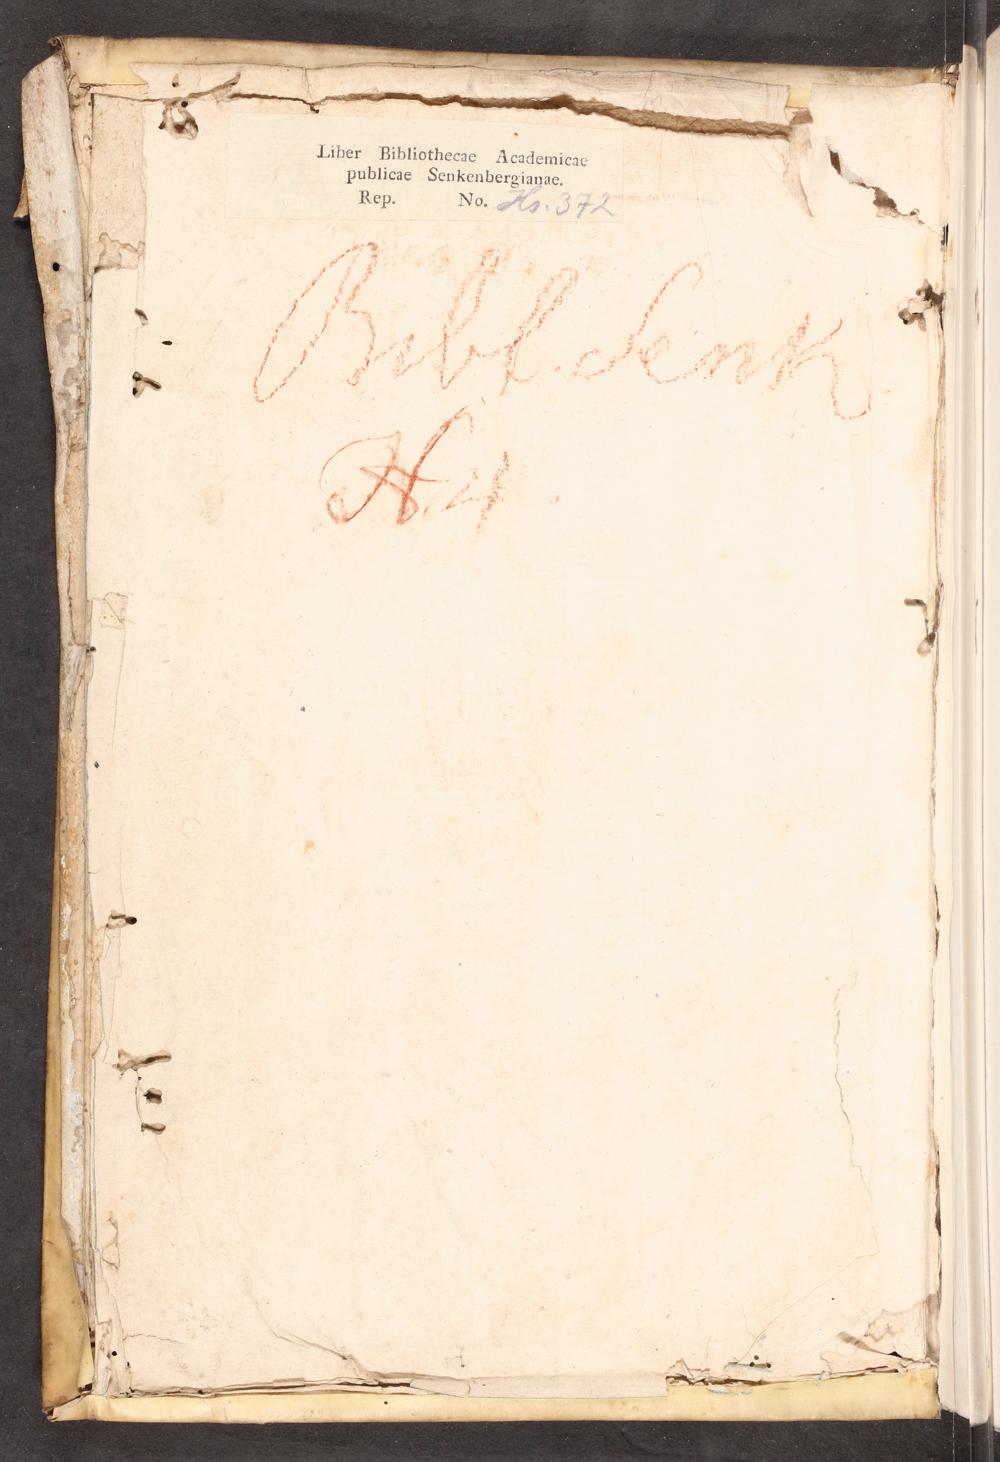 Liber Bibliothecae Academicae
publicae Senkenbergianae.
Rep. No. Hs. 372
Bibl. Senk
H. 4